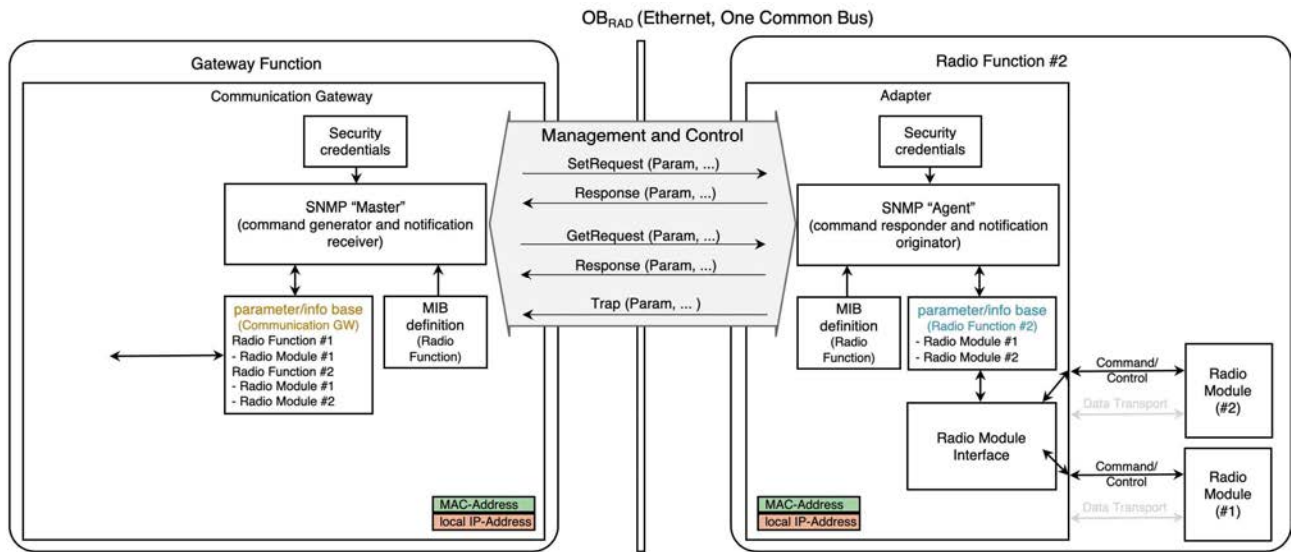 OBRAD (Ethernet, One Common Bus)
Gateway Function
Communication Gateway
Security
credentials
SNMP “Master”
(command generator and notification
receiver)
parameter/info base
(Communication GW)
Radio Function #1
- Radio Module #1
Radio Function #2
- Radio Module #1
- Radio Module #2
MIB
definition
(Radio
Function)
MAC-Address
local IP-Address
Management and Control
SetRequest (Param, ...)
Response (Param, ...)
GetRequest (Param, ...)
Response (Param, ...)
Trap (Param, ... )
Radio Function #2
Adapter
Security
credentials
SNMP “Agent”
(command responder and notification
originator)
MIB
definition
(Radio
Function)
parameter/info base
(Radio Function #2)
- Radio Module #1
- Radio Module #2
Radio Module
Interface
MAC-Address
local IP-Address
Command/
Control
Data Transport
Radio
Module
(#2)
Command/
Control
Data Transport
Radio
Module
(#1)